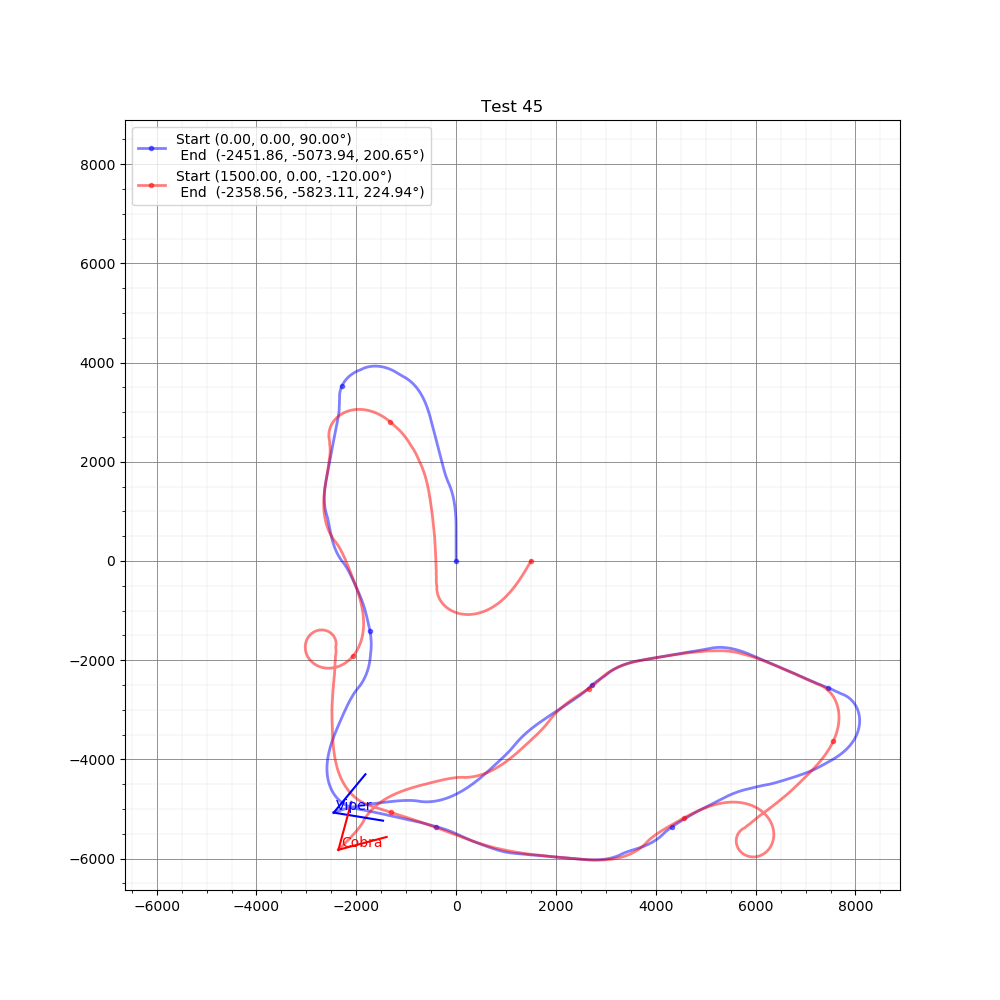 Test 45
Start (0.00, 0.00, 90.00°)
End (-2451.86, -5073.94, 200.65°)
Start (1500.00, 0.00, -120.00°)
End (-2358.56, -5823.11, 224.94°)
8000
6000
4000
2000
0
−2000
−4000
−6000
Viper
Cobra
−6000 −4000 −2000 0 2000 4000 6000 8000